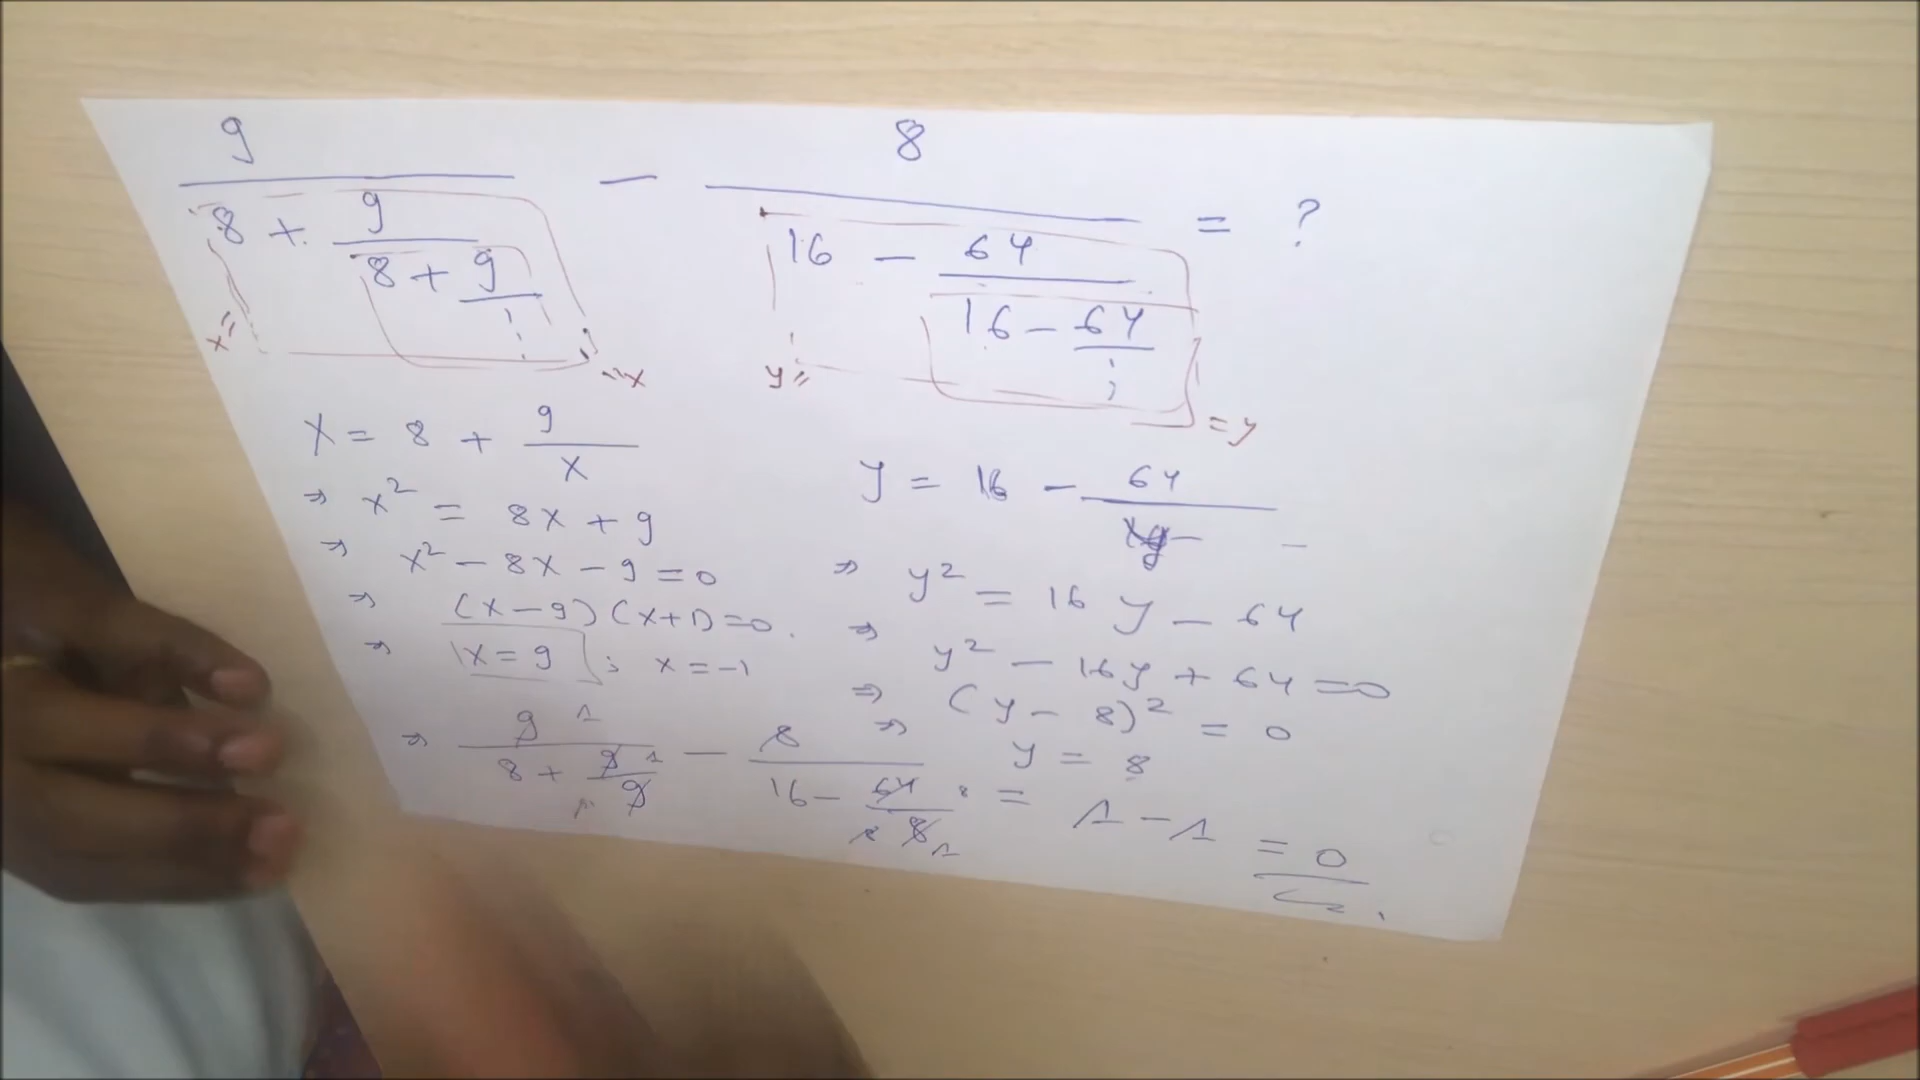 9 / (8 + 9 / (8 + 9 / ⋮)) − 8 / (16 − 64 / (16 − 64 / ⋮)) = ?
x =
= x
y =
= y
x = 8 + 9 / x
⇒ x² = 8x + 9
⇒ x² − 8x − 9 = 0
⇒ (x − 9)(x + 1) = 0.
⇒ x = 9 ; x = −1
y = 16 − 64 / y
⇒ y² = 16 y − 64
⇒ y² − 16y + 64 = 0
⇒ (y − 8)² = 0
⇒ y = 8
⇒ 9 / (8 + 9 / 9) − 8 / (16 − 64 / 8) = 1 − 1 = 0